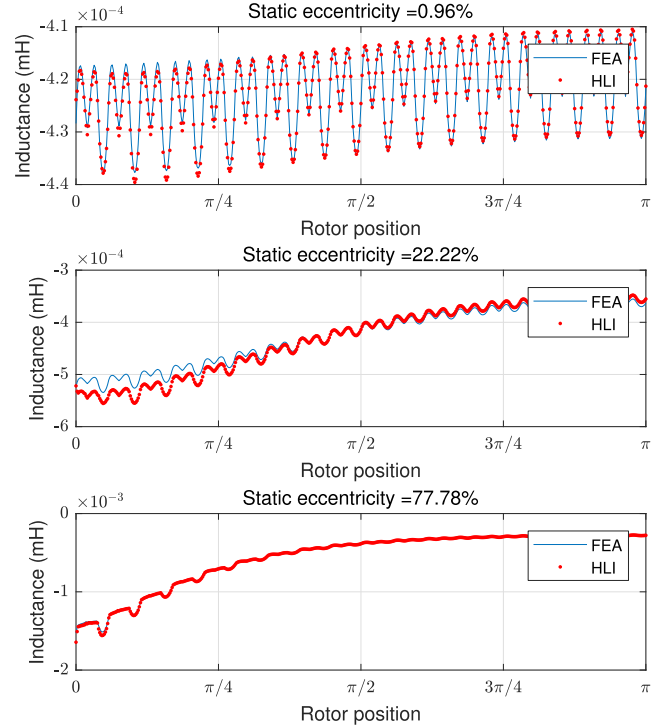 Static eccentricity =0.96%
×10⁻⁴
-4.1
-4.2
-4.3
-4.4
Inductance (mH)
FEA
HLI
0 π/4 π/2 3π/4 π
Rotor position
Static eccentricity =22.22%
×10⁻⁴
-3
-4
-5
-6
Inductance (mH)
FEA
HLI
0 π/4 π/2 3π/4 π
Rotor position
Static eccentricity =77.78%
×10⁻³
0
-1
-2
Inductance (mH)
FEA
HLI
0 π/4 π/2 3π/4 π
Rotor position